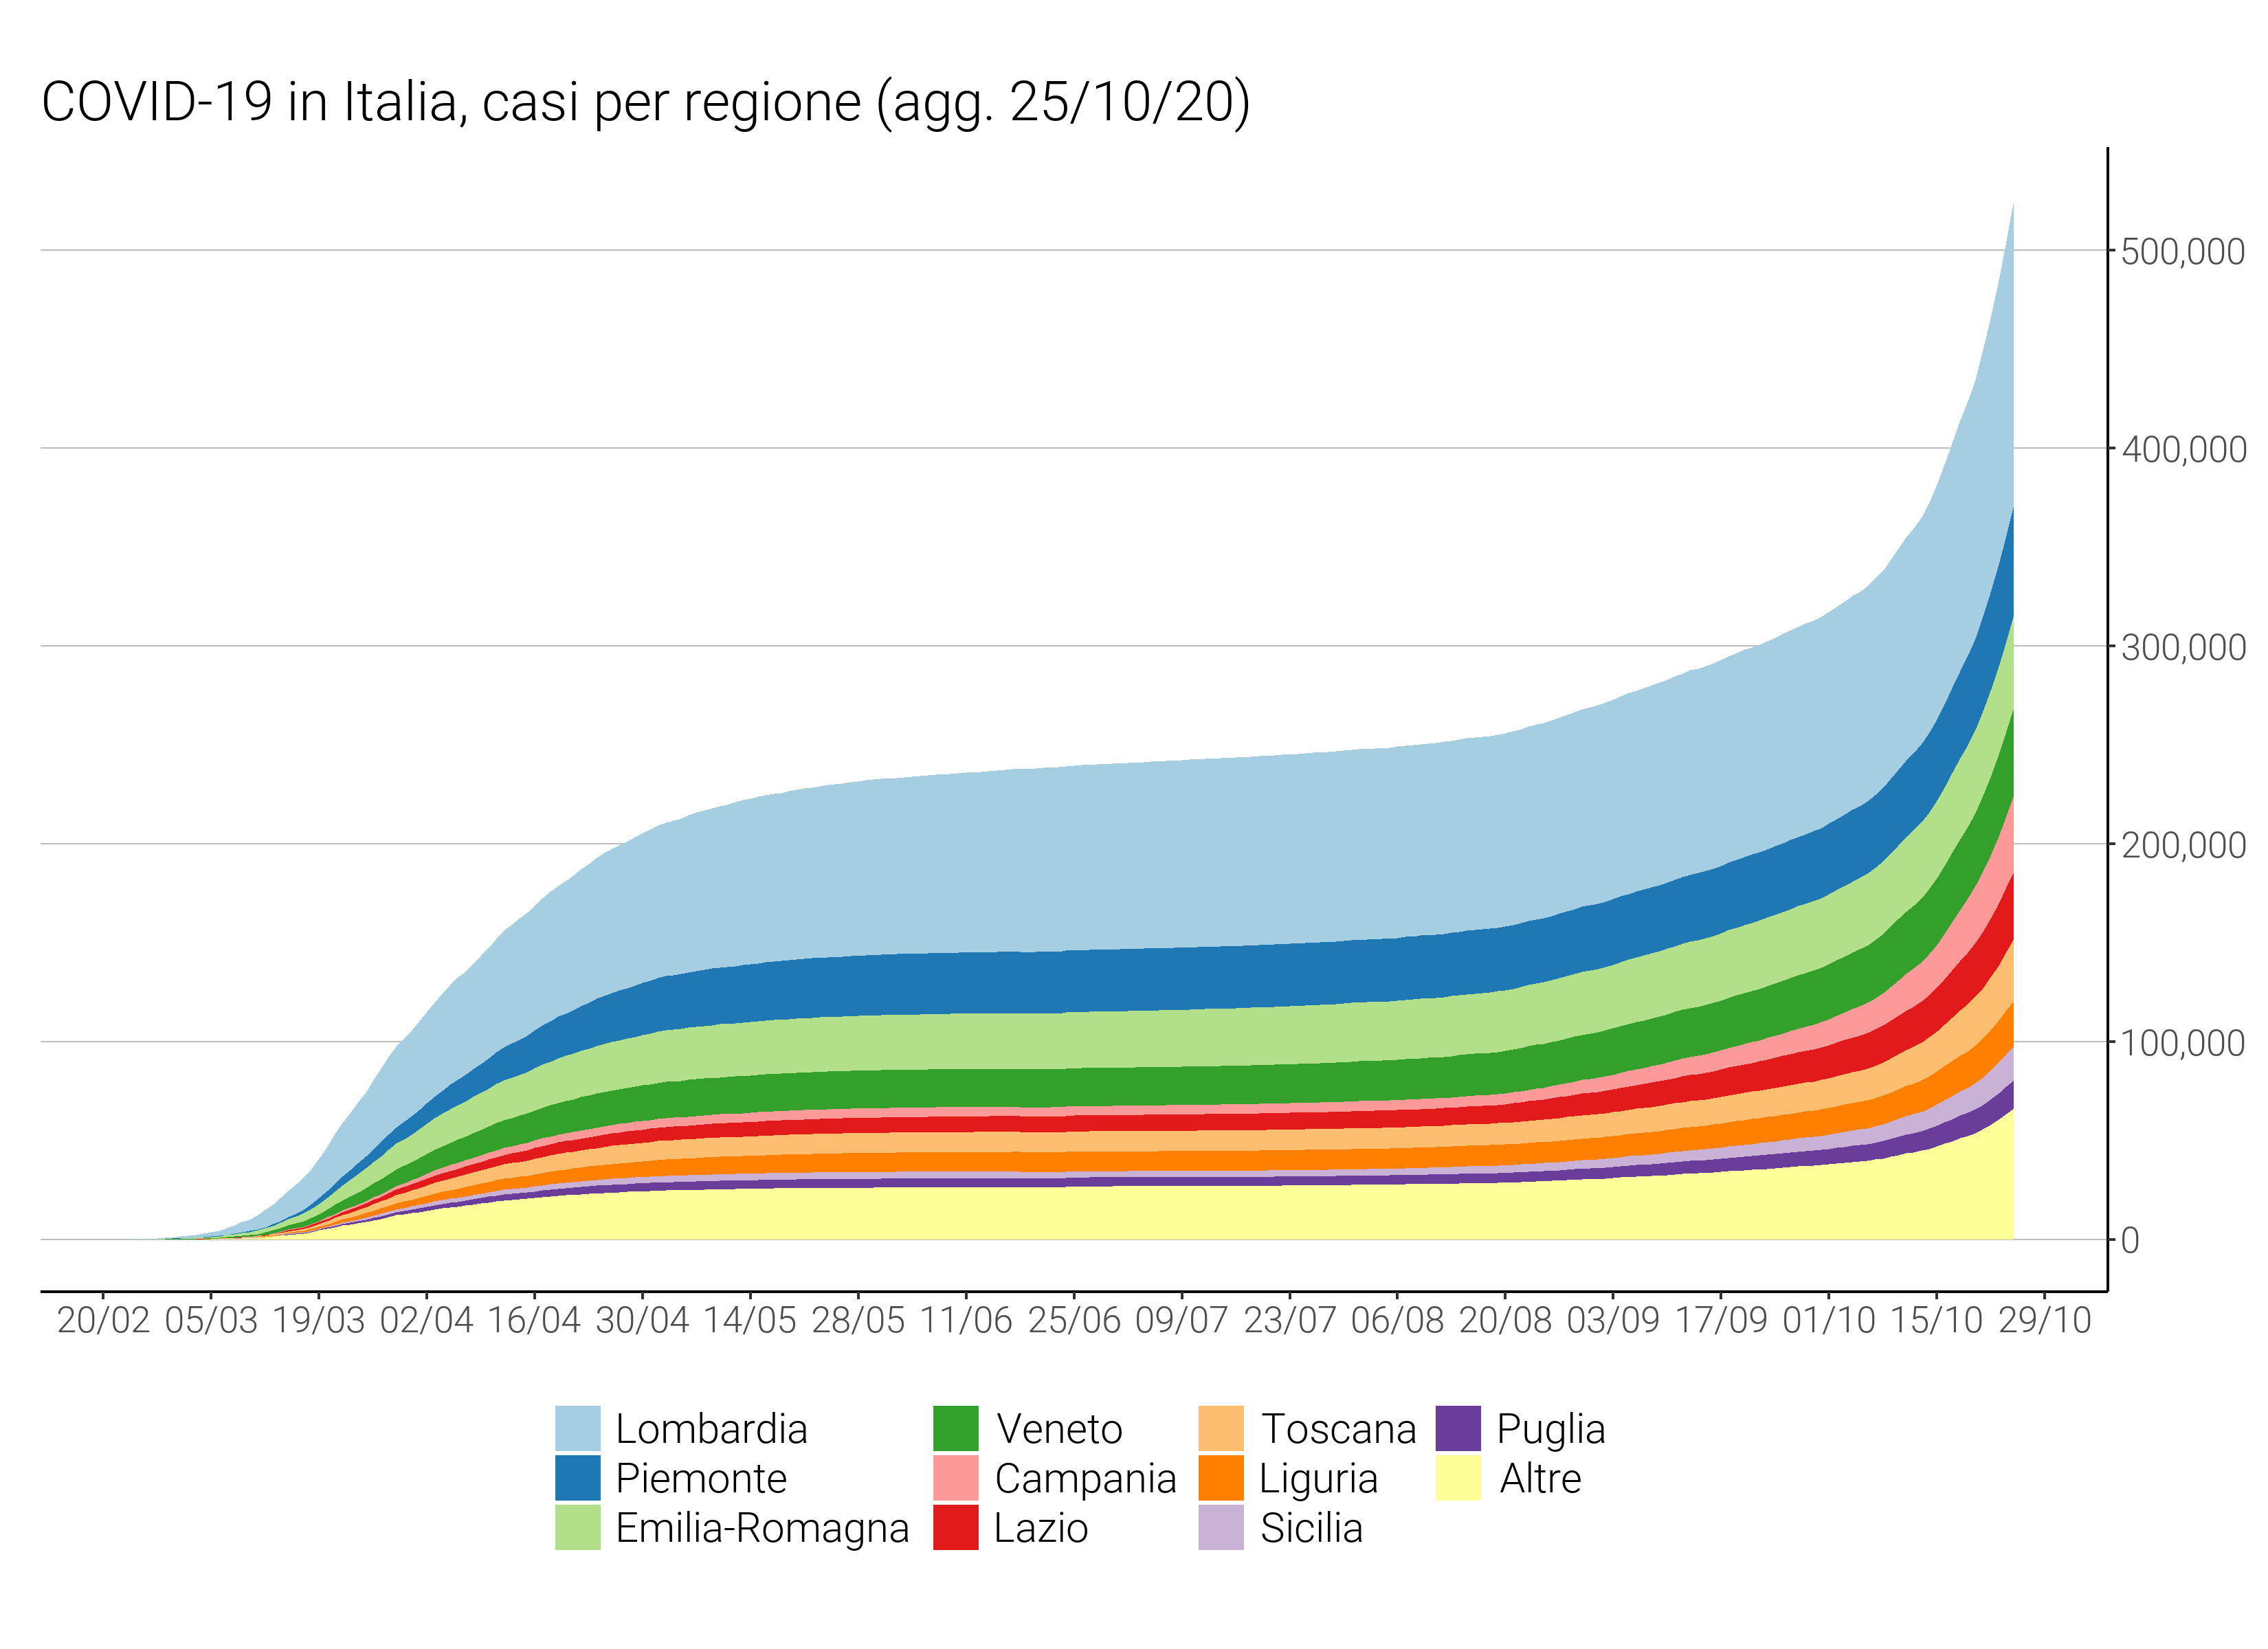 COVID-19 in Italia, casi per regione (agg. 25/10/20)
500,000
400,000
300,000
200,000
100,000
0
20/02 05/03 19/03 02/04 16/04 30/04 14/05 28/05 11/06 25/06 09/07 23/07 06/08 20/08 03/09 17/09 01/10 15/10 29/10
Lombardia Veneto Toscana Puglia
Piemonte Campania Liguria Altre
Emilia-Romagna Lazio Sicilia